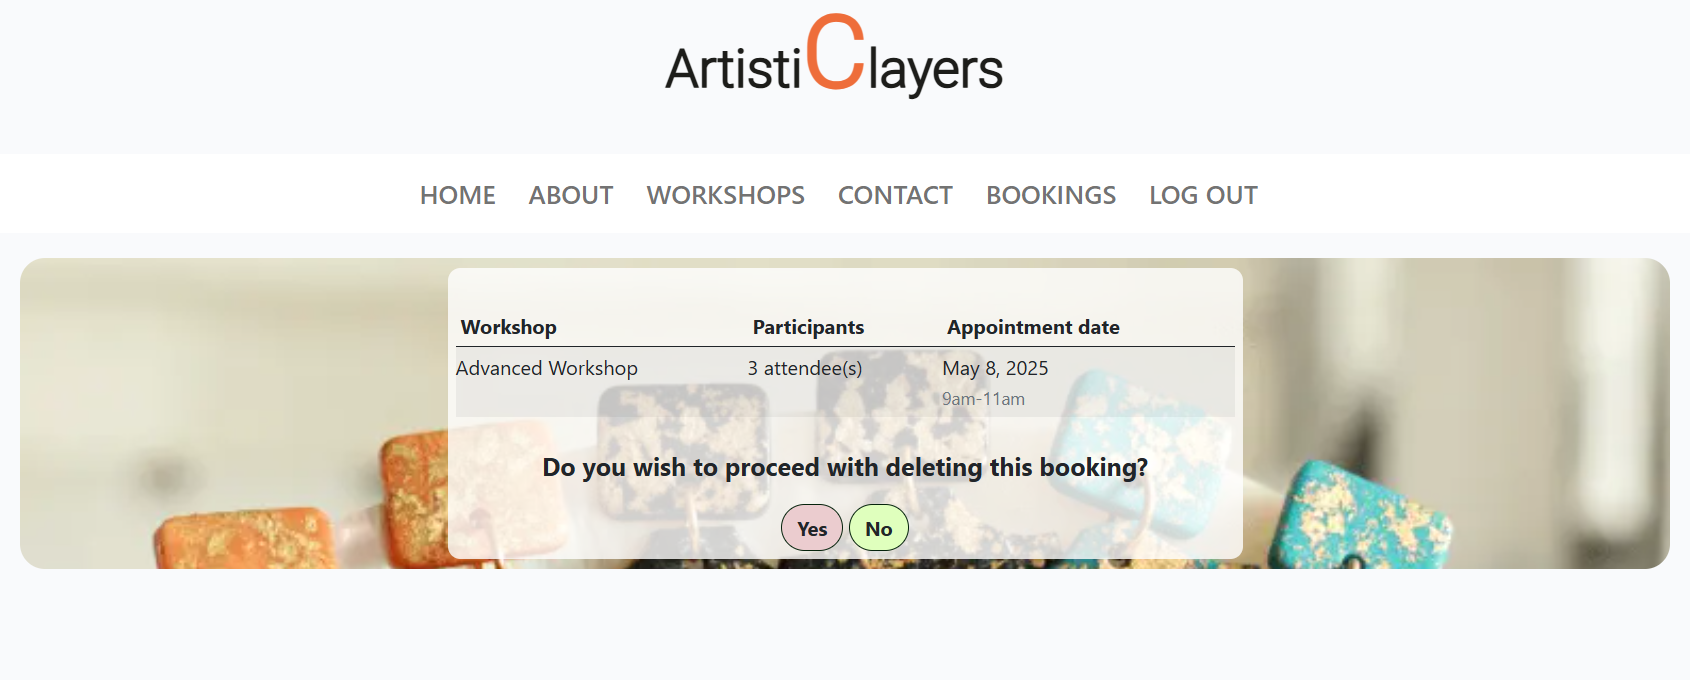 ArtistiClayers
HOME ABOUT WORKSHOPS CONTACT BOOKINGS LOG OUT
Workshop Participants Appointment date
Advanced Workshop 3 attendee(s) May 8, 2025
9am-11am
Do you wish to proceed with deleting this booking?
Yes No